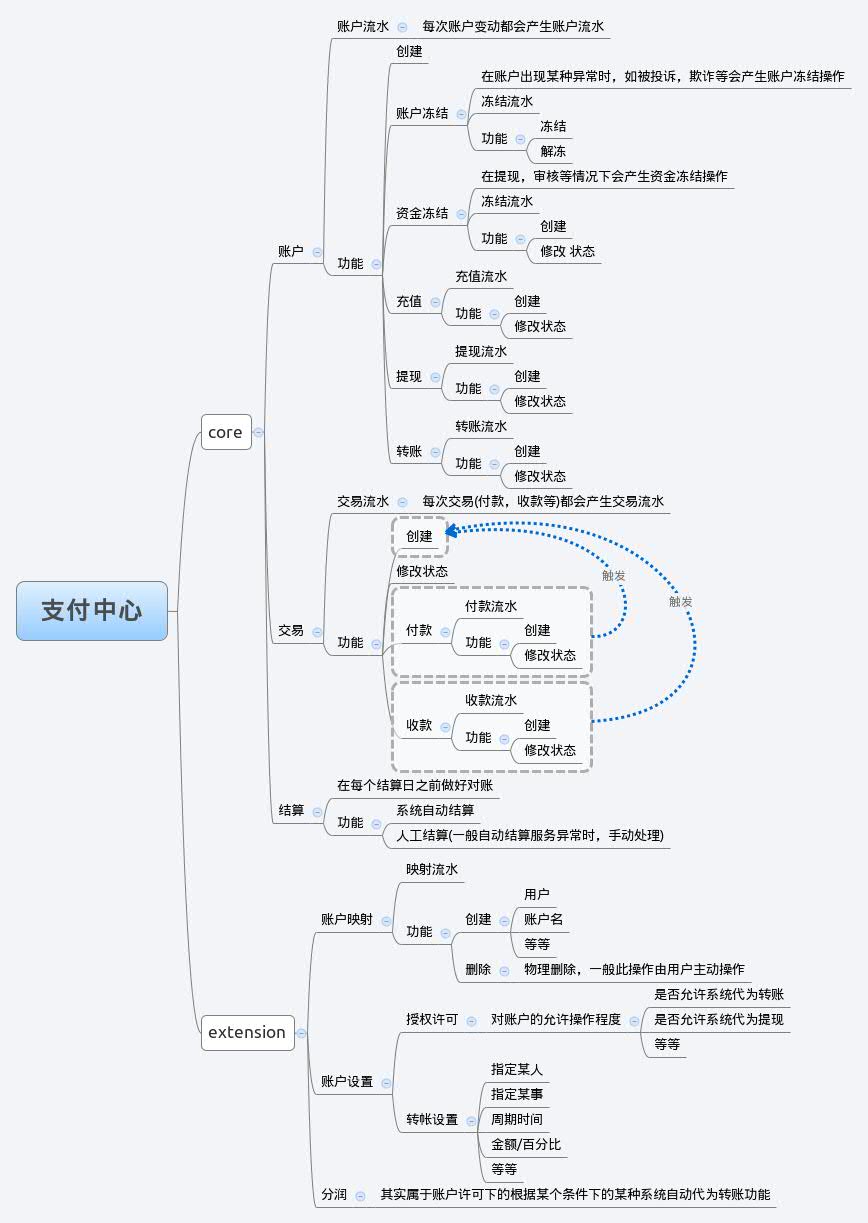 账户流水
每次账户变动都会产生账户流水
创建
在账户出现某种异常时，如被投诉，欺诈等会产生账户冻结操作
账户冻结
冻结流水
功能
冻结
解冻
在提现，审核等情况下会产生资金冻结操作
资金冻结
冻结流水
功能
创建
修改 状态
账户
功能
充值流水
充值
功能
创建
修改状态
提现流水
提现
功能
创建
修改状态
core
转账流水
转账
功能
创建
修改状态
交易流水
每次交易(付款，收款等)都会产生交易流水
创建
修改状态
触发
触发
支付中心
付款流水
付款
功能
创建
修改状态
交易
功能
收款流水
收款
功能
创建
修改状态
在每个结算日之前做好对账
结算
功能
系统自动结算
人工结算(一般自动结算服务异常时，手动处理)
映射流水
账户映射
功能
创建
用户
账户名
等等
删除
物理删除，一般此操作由用户主动操作
extension
授权许可
对账户的允许操作程度
是否允许系统代为转账
是否允许系统代为提现
等等
账户设置
转帐设置
指定某人
指定某事
周期时间
金额/百分比
等等
分润
其实属于账户许可下的根据某个条件下的某种系统自动代为转账功能